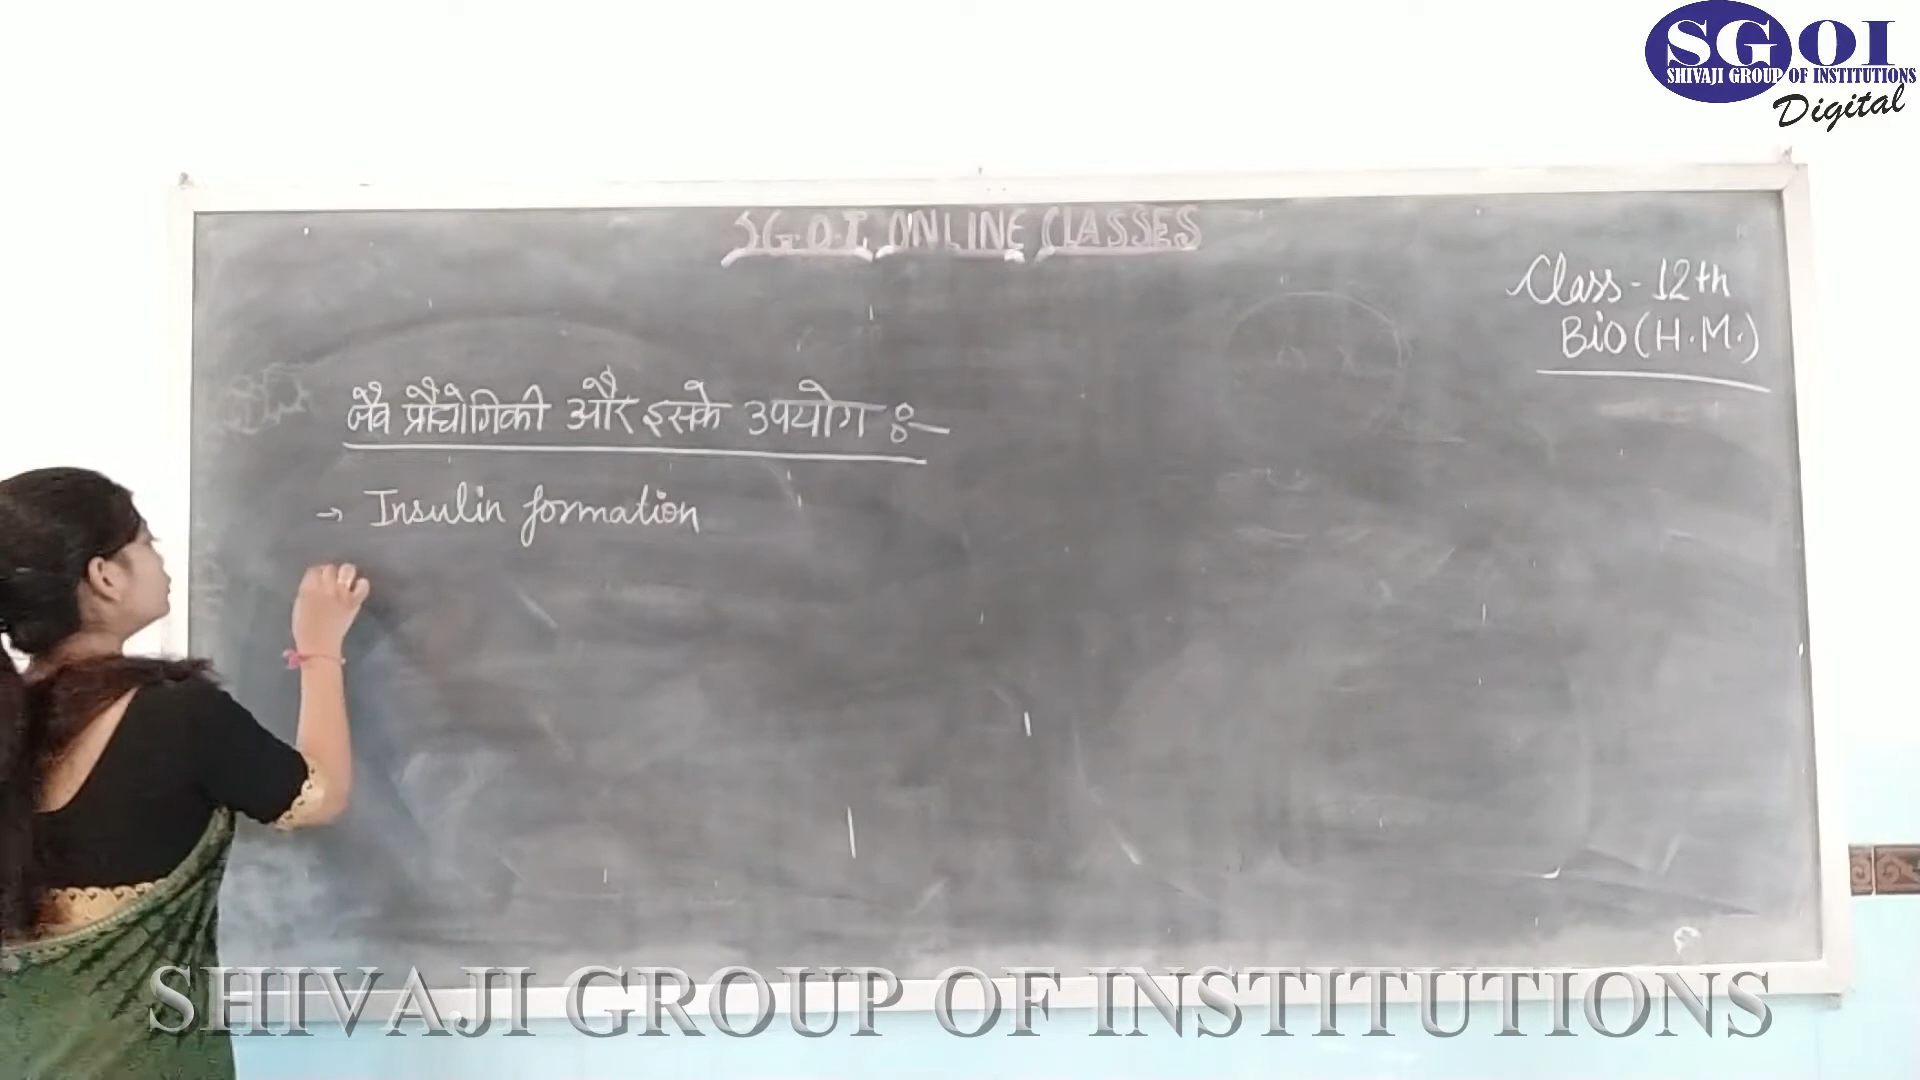 SGOI
SHIVAJI GROUP OF INSTITUTIONS
Digital
S.G.O.I. ONLINE CLASSES
Class - 12th
Bio (H.M.)
जैव प्रौद्योगिकी और इसके उपयोग :-
→ Insulin formation
SHIVAJI GROUP OF INSTITUTIONS